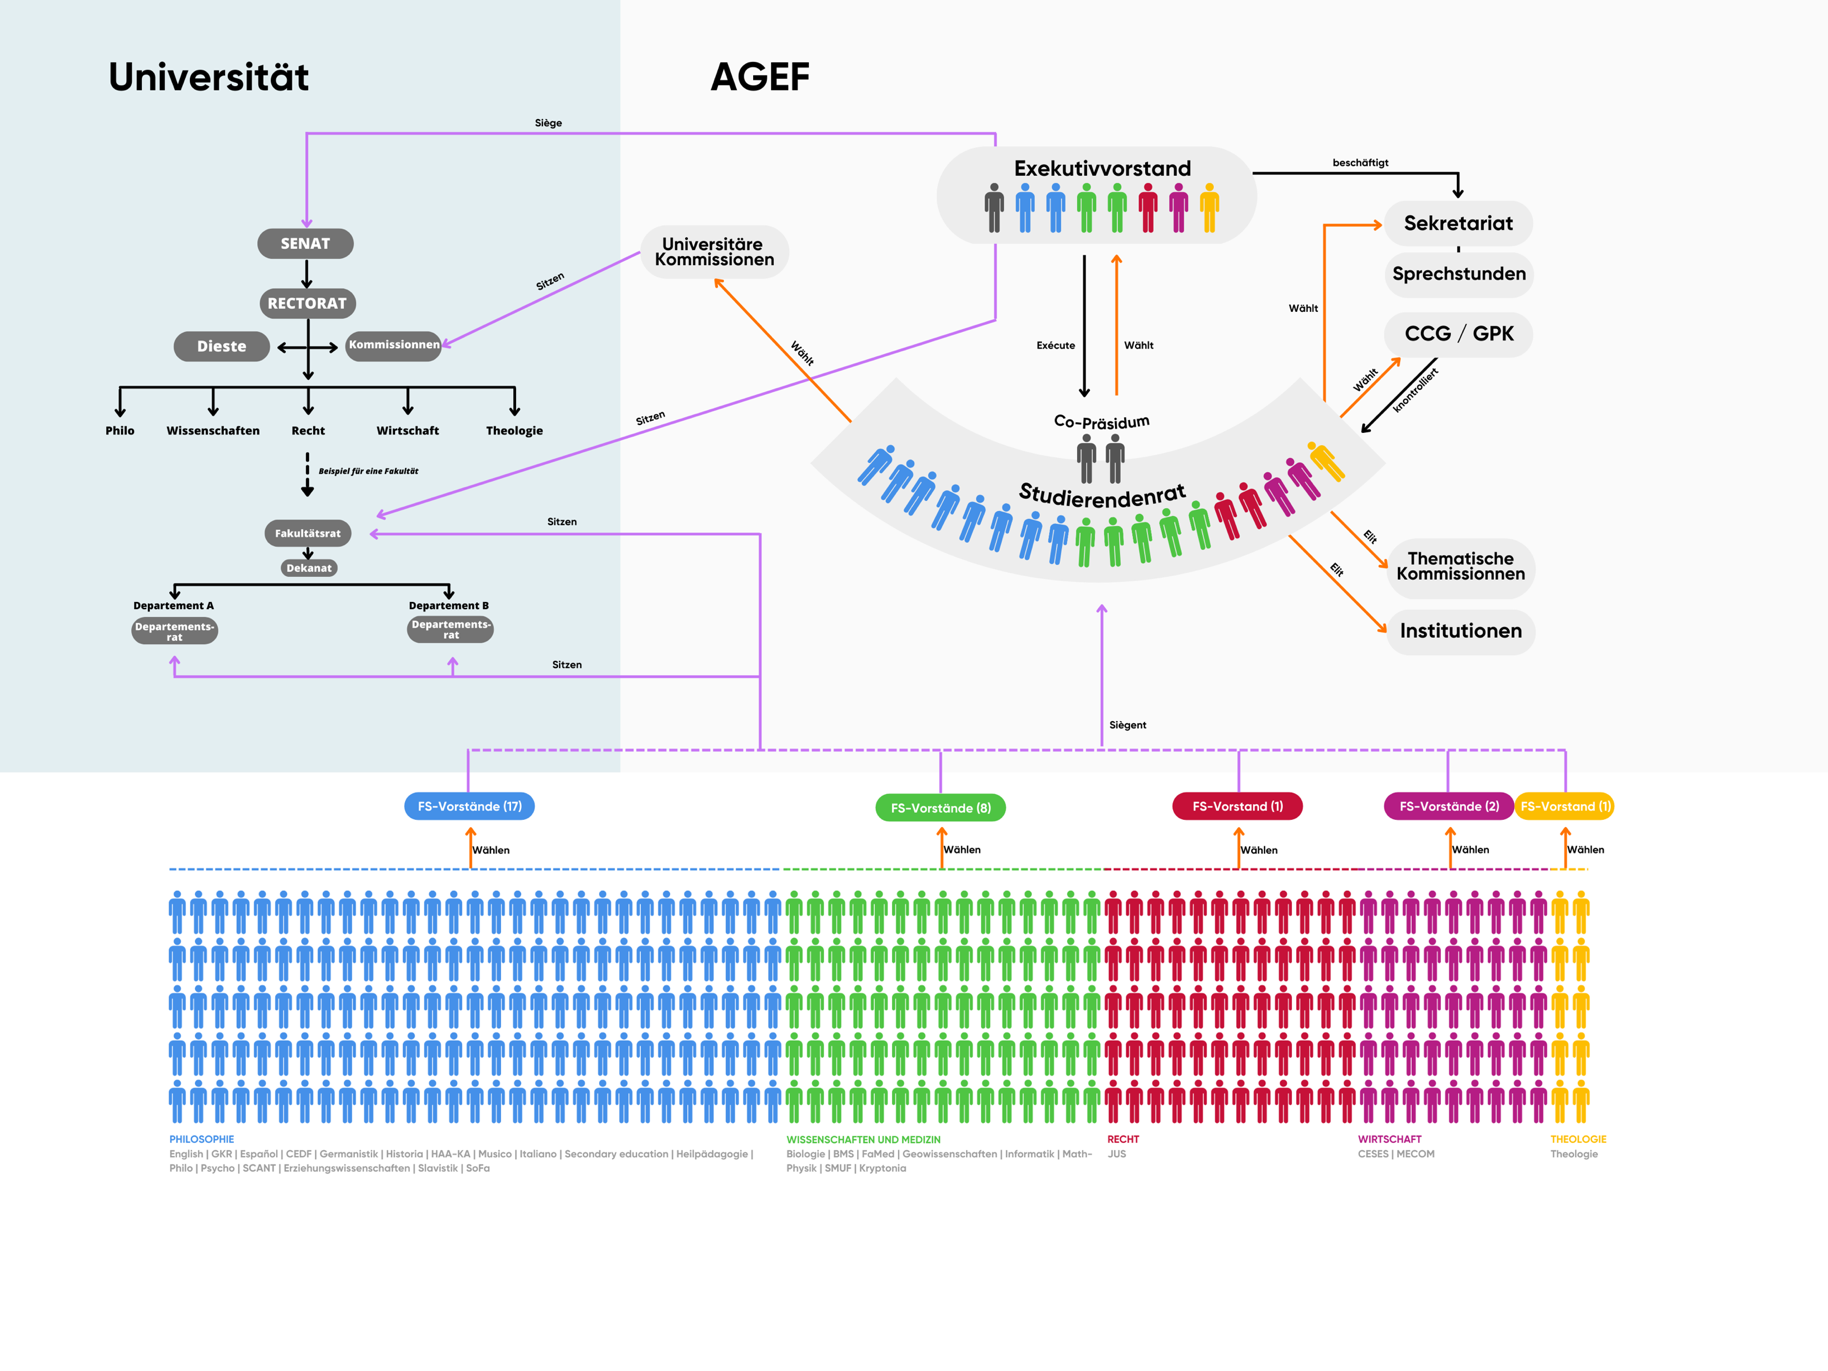 Universität
AGEF
Siège
Exekutivvorstand
beschäftigt
Sekretariat
SENAT
Universitäre
Kommissionen
Sprechstunden
Sitzen
RECTORAT
Wählt
CCG / GPK
Dieste
Kommissionnen
Wählt
Exécute
Wählt
Wählt
knontrolliert
Co-Präsidum
Sitzen
Philo
Wissenschaften
Recht
Wirtschaft
Theologie
Beispiel für eine Fakultät
Studierendenrat
Fakultätsrat
Sitzen
Elit
Thematische
Kommissionnen
Dekanat
Elit
Departement A
Departement B
Departements-
rat
Departements-
rat
Institutionen
Sitzen
Siègent
FS-Vorstände (17)
FS-Vorstände (8)
FS-Vorstand (1)
FS-Vorstände (2)
FS-Vorstand (1)
Wählen
Wählen
Wählen
Wählen
Wählen
PHILOSOPHIE
English | GKR | Español | CEDF | Germanistik | Historia | HAA-KA | Musico | Italiano | Secondary education | Heilpädagogie |
Philo | Psycho | SCANT | Erziehungswissenschaften | Slavistik | SoFa
WISSENSCHAFTEN UND MEDIZIN
Biologie | BMS | FaMed | Geowissenschaften | Informatik | Math-
Physik | SMUF | Kryptonia
RECHT
JUS
WIRTSCHAFT
CESES | MECOM
THEOLOGIE
Theologie